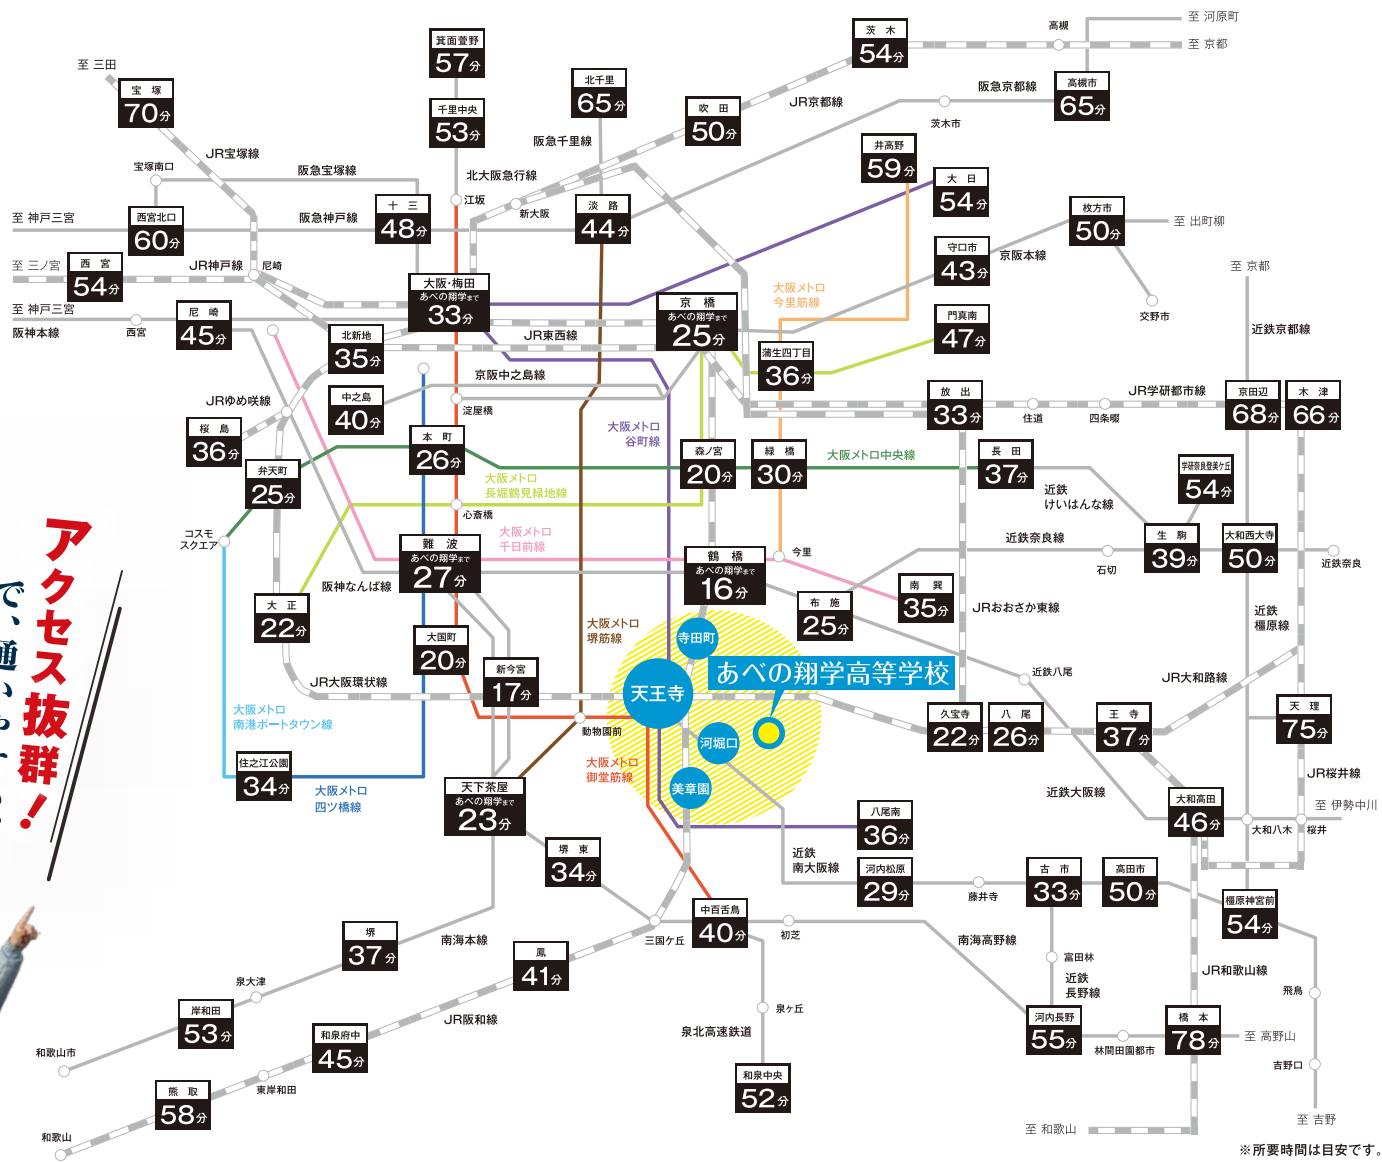 至 河原町
高槻
茨 木
54分
至 京都
箕面萱野
57分
至 三田
宝 塚
70分
北千里
65分
高槻市
65分
阪急京都線
JR京都線
茨木市
吹 田
50分
千里中央
53分
阪急千里線
井高野
59分
JR宝塚線
宝塚南口
阪急宝塚線
北大阪急行線
江坂
新大阪
大 日
54分
枚方市
50分
至 出町柳
至 神戸三宮
西宮北口
60分
阪急神戸線
十 三
48分
淡 路
44分
守口市
43分
京阪本線
至 三ノ宮
西 宮
54分
JR神戸線
尼崎
至 京都
大阪・梅田
あべの翔学まで
33分
京 橋
あべの翔学まで
25分
大阪メトロ
今里筋線
交野市
至 神戸三宮
阪神本線
西宮
尼 崎
45分
門真南
47分
近鉄京都線
北新地
35分
JR東西線
蒲生四丁目
36分
京阪中之島線
中之島
40分
JRゆめ咲線
淀屋橋
放 出
33分
住道
四条畷
JR学研都市線
京田辺
68分
木 津
66分
桜 島
36分
本 町
26分
大阪メトロ
谷町線
森ノ宮
20分
緑 橋
30分
大阪メトロ中央線
長 田
37分
弁天町
25分
大阪メトロ
長堀鶴見緑地線
心斎橋
近鉄
けいはんな線
学研奈良登美ケ丘
54分
コスモ
スクエア
大阪メトロ
千日前線
難 波
あべの翔学まで
27分
鶴 橋
あべの翔学まで
16分
今里
近鉄奈良線
石切
生 駒
39分
大和西大寺
50分
近鉄奈良
阪神なんば線
大 正
22分
布 施
25分
南 巽
35分
JRおおさか東線
近鉄
橿原線
大国町
20分
大阪メトロ
堺筋線
寺田町
あべの翔学高等学校
新今宮
17分
天王寺
近鉄八尾
JR大和路線
JR大阪環状線
大阪メトロ
南港ポートタウン線
動物園前
河堀口
久宝寺
22分
八 尾
26分
王 寺
37分
天 理
75分
住之江公園
34分
大阪メトロ
四ツ橋線
大阪メトロ
御堂筋線
美章園
天下茶屋
あべの翔学まで
23分
近鉄大阪線
JR桜井線
大和高田
46分
至 伊勢中川
大和八木
桜井
八尾南
36分
堺 東
34分
近鉄
南大阪線
河内松原
29分
藤井寺
古 市
33分
高田市
50分
橿原神宮前
54分
中百舌鳥
40分
初芝
三国ケ丘
南海本線
堺
37分
鳳
41分
南海高野線
富田林
近鉄
長野線
JR和歌山線
飛鳥
泉大津
岸和田
53分
泉ヶ丘
泉北高速鉄道
JR阪和線
和泉府中
45分
河内長野
55分
林間田園都市
橋 本
78分
至 高野山
和歌山市
東岸和田
熊 取
58分
和泉中央
52分
吉野口
至 吉野
至 和歌山
和歌山
※所要時間は目安です。
アクセス抜群！